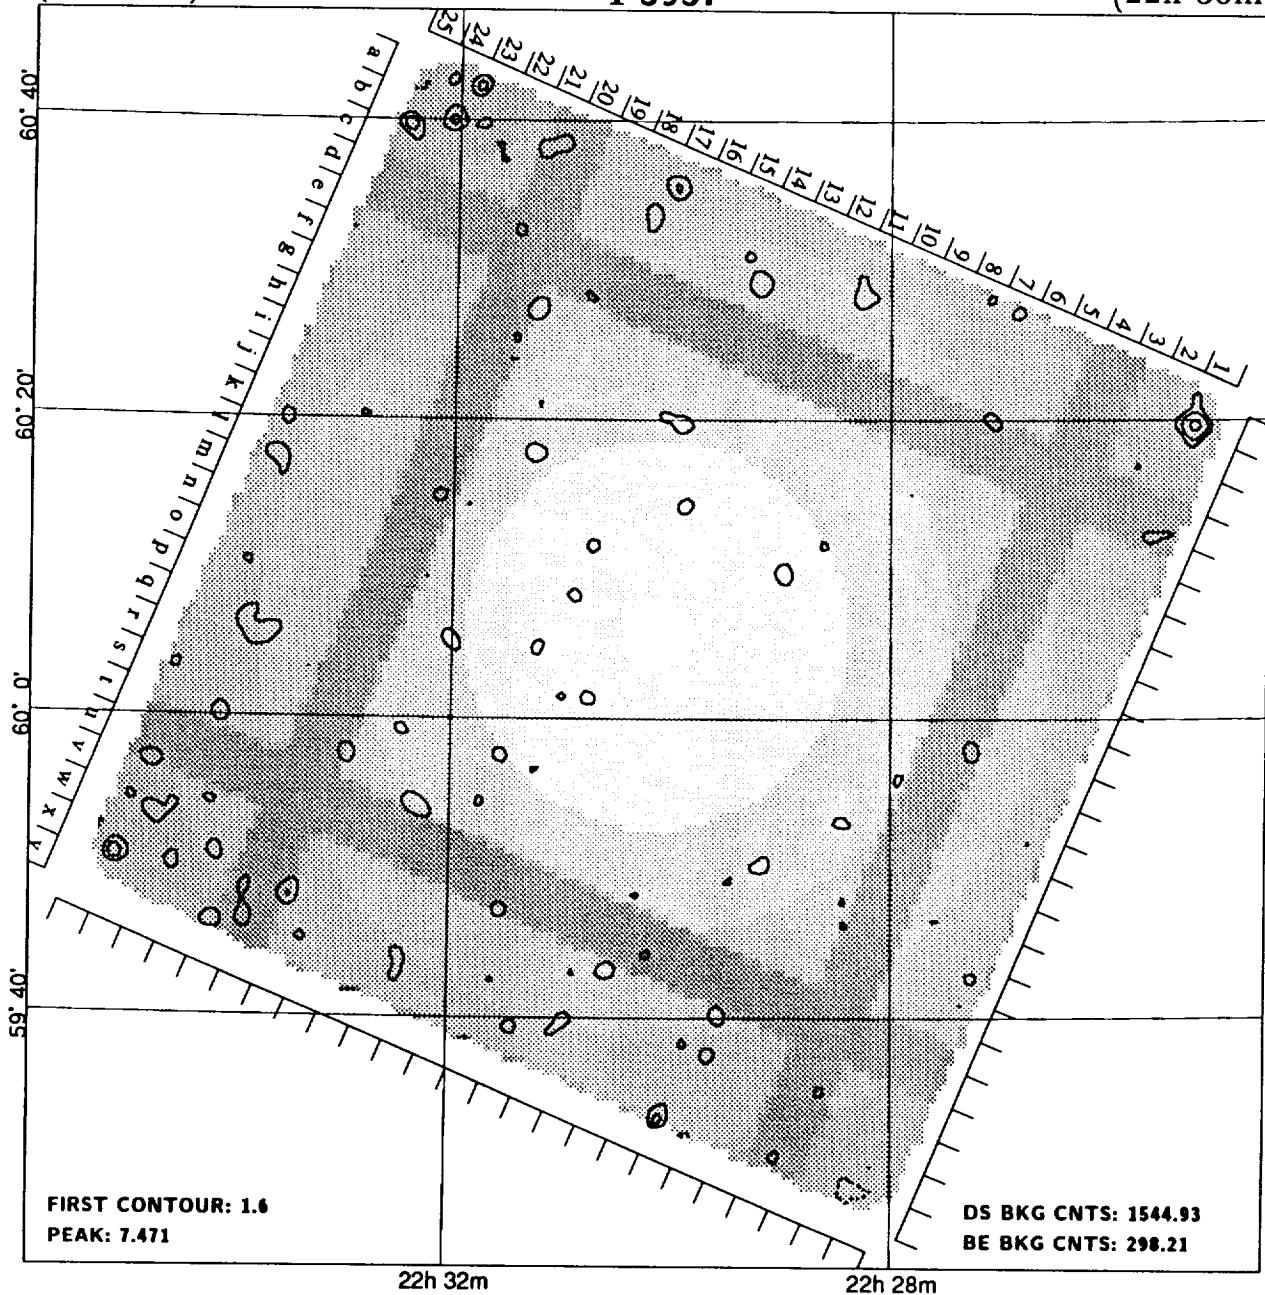 25 24 23 22 21 20 19 18 17 16 15 14 13 12 11 10 9 8 7 6 5 4 3 2 1
a b c d e f g h i j k l m n o p q r s t u v w x y
60° 40'
60° 20'
60° 0'
59° 40'
FIRST CONTOUR: 1.6
PEAK: 7.471
DS BKG CNTS: 1544.93
BE BKG CNTS: 298.21
22h 32m
22h 28m